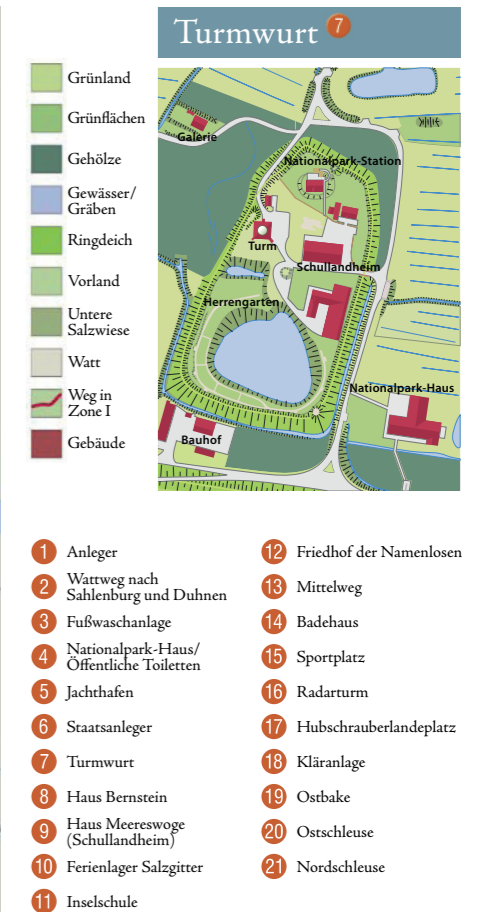 Turmwurt 7
Grünland
Grünflächen
Gehölze
Gewässer/
Gräben
Ringdeich
Vorland
Untere
Salzwiese
Watt
Weg in
Zone I
Gebäude
Galerie
Nationalpark-Station
Turm
Schullandheim
Herrengarten
Nationalpark-Haus
Bauhof
1 Anleger
2 Wattweg nach
Sahlenburg und Duhnen
3 Fußwaschanlage
4 Nationalpark-Haus/
Öffentliche Toiletten
5 Jachthafen
6 Staatsanleger
7 Turmwurt
8 Haus Bernstein
9 Haus Meereswoge
(Schullandheim)
10 Ferienlager Salzgitter
11 Inselschule
12 Friedhof der Namenlosen
13 Mittelweg
14 Badehaus
15 Sportplatz
16 Radarturm
17 Hubschrauberlandeplatz
18 Kläranlage
19 Ostbake
20 Ostschleuse
21 Nordschleuse